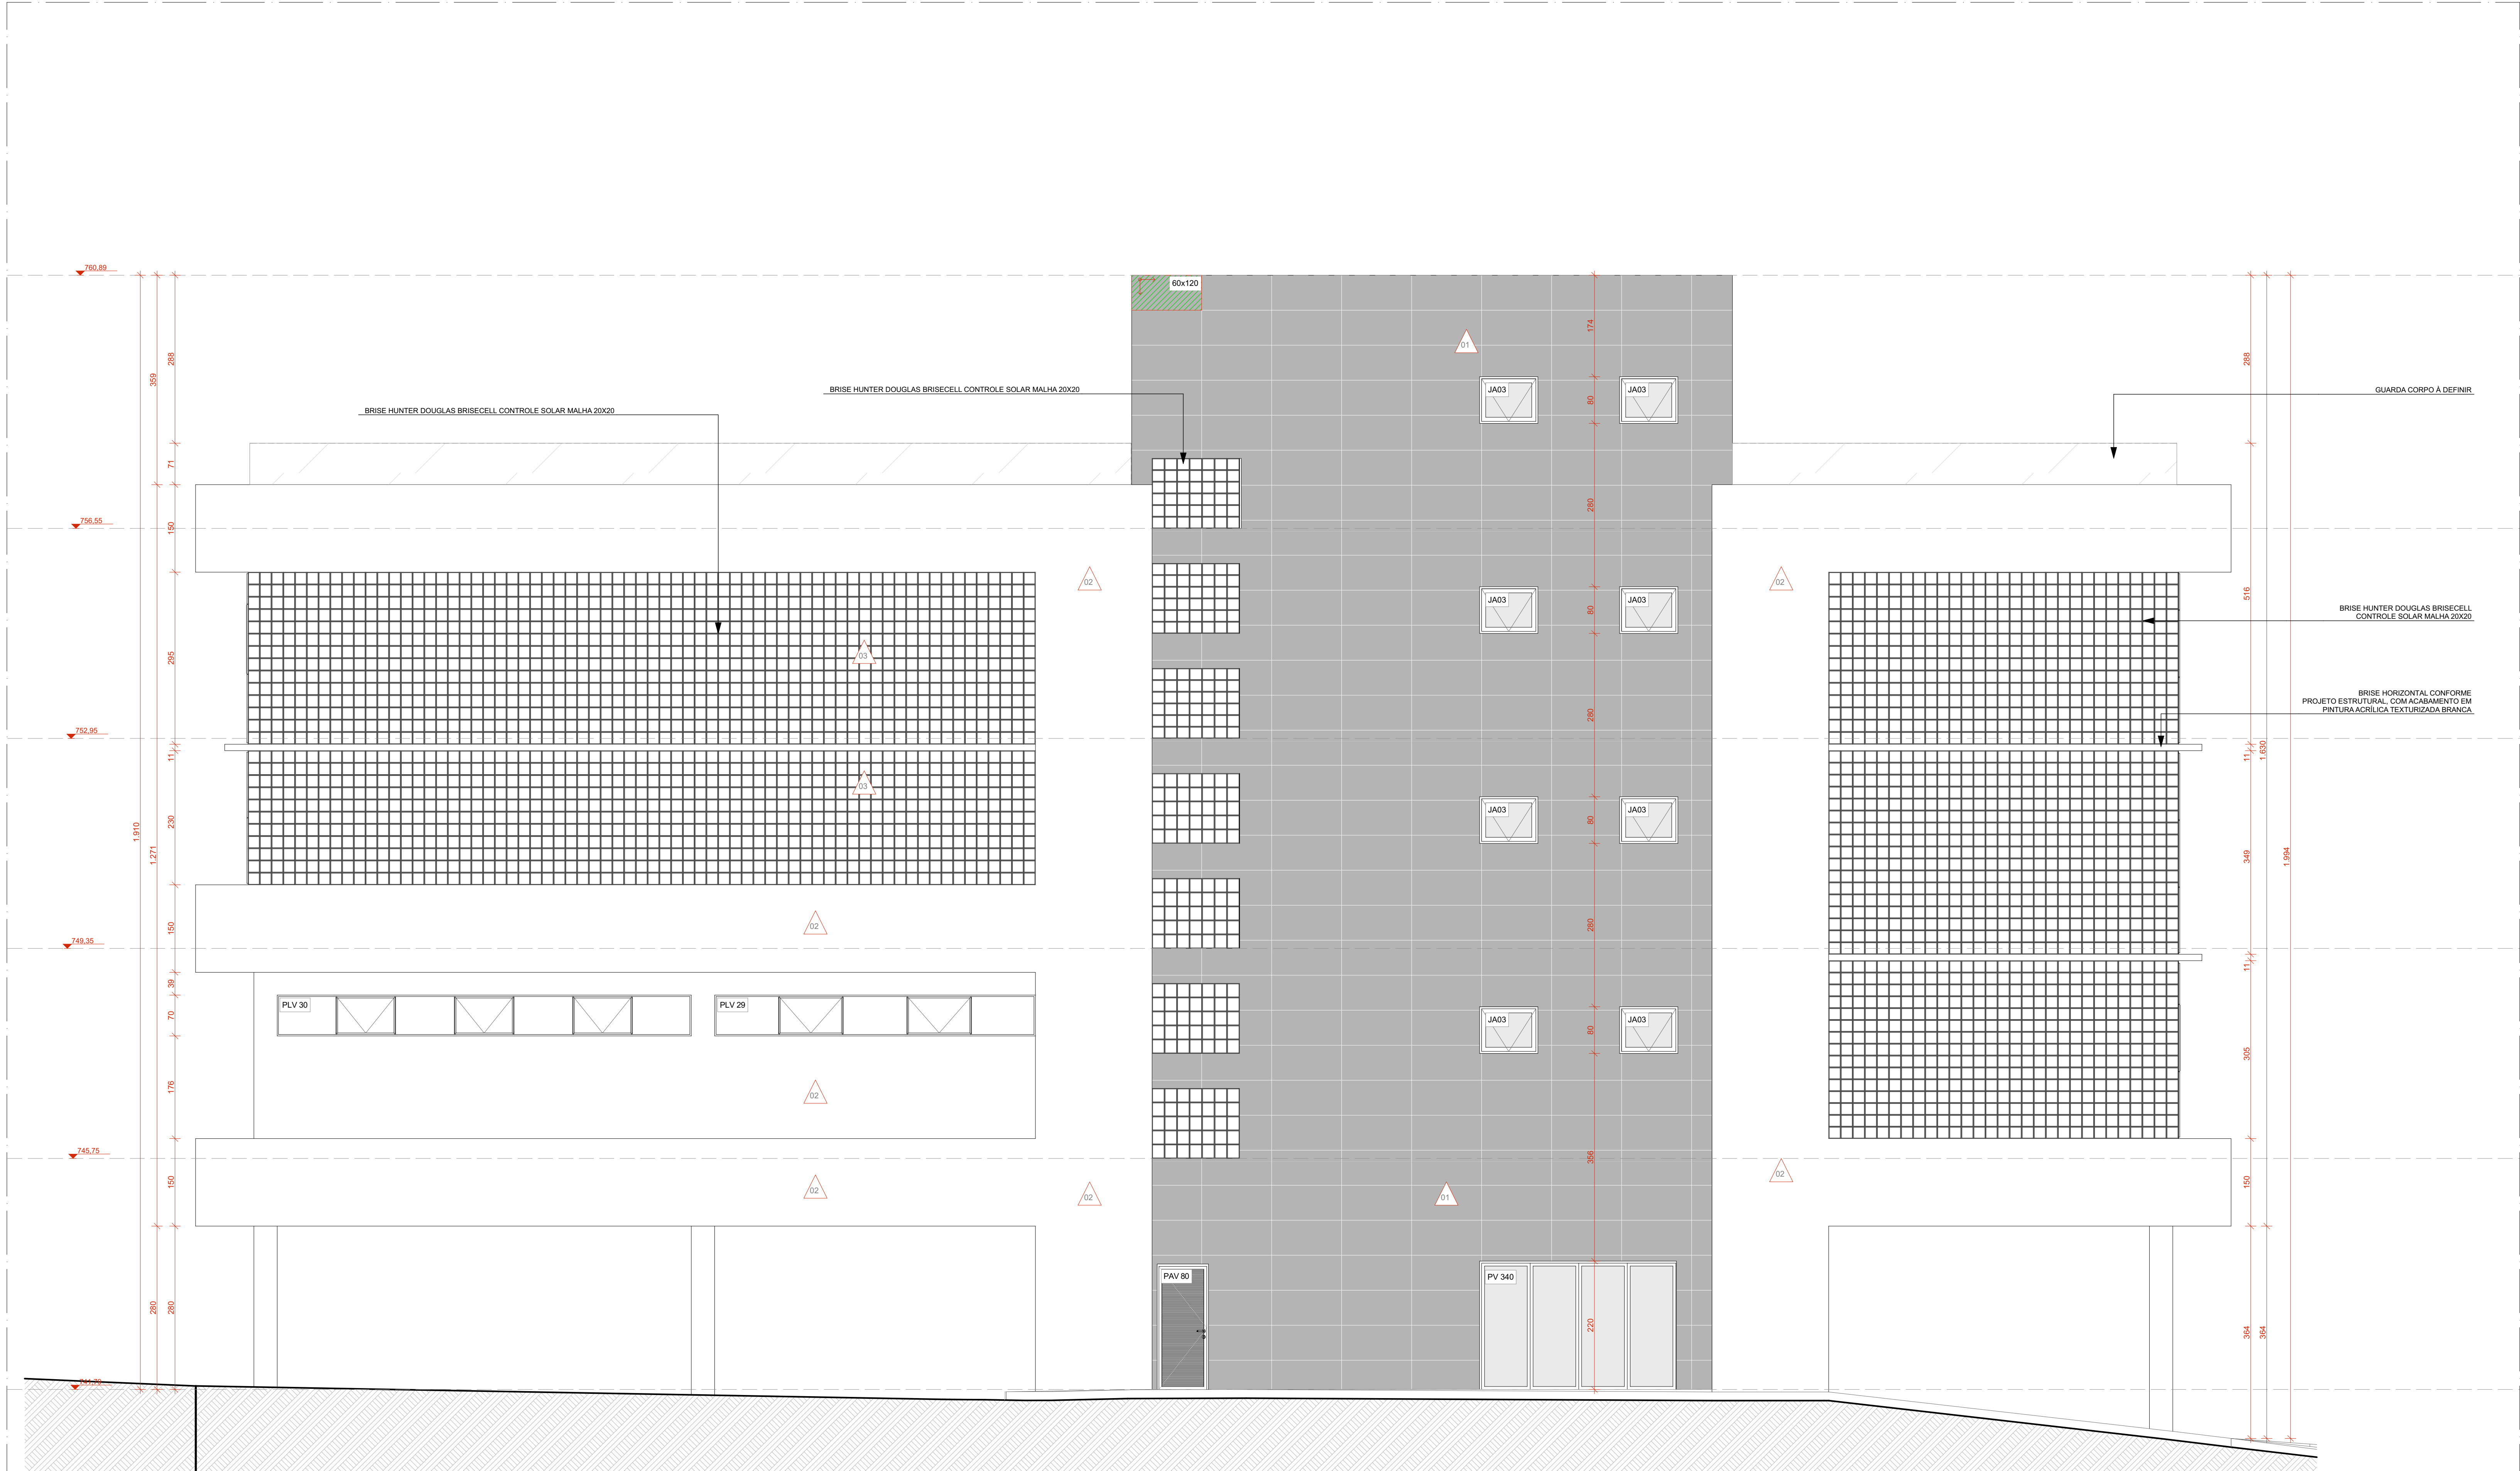 760,89
60x120
174
01
288
359
288
JA03
JA03
80
BRISE HUNTER DOUGLAS BRISECELL CONTROLE SOLAR MALHA 20X20
GUARDA CORPO À DEFINIR
BRISE HUNTER DOUGLAS BRISECELL CONTROLE SOLAR MALHA 20X20
71
280
756,55
150
02
02
516
JA03
JA03
80
BRISE HUNTER DOUGLAS BRISECELL
CONTROLE SOLAR MALHA 20X20
03
295
BRISE HORIZONTAL CONFORME
PROJETO ESTRUTURAL, COM ACABAMENTO EM
PINTURA ACRÍLICA TEXTURIZADA BRANCA
280
752,95
11
11
1.630
03
JA03
JA03
80
230
1.910
1.271
349
1.994
02
150
280
749,35
11
39
PLV 30
PLV 29
70
JA03
JA03
80
305
176
02
745,75
356
02
150
02
02
01
150
PAV 80
PV 340
280
280
220
364
364